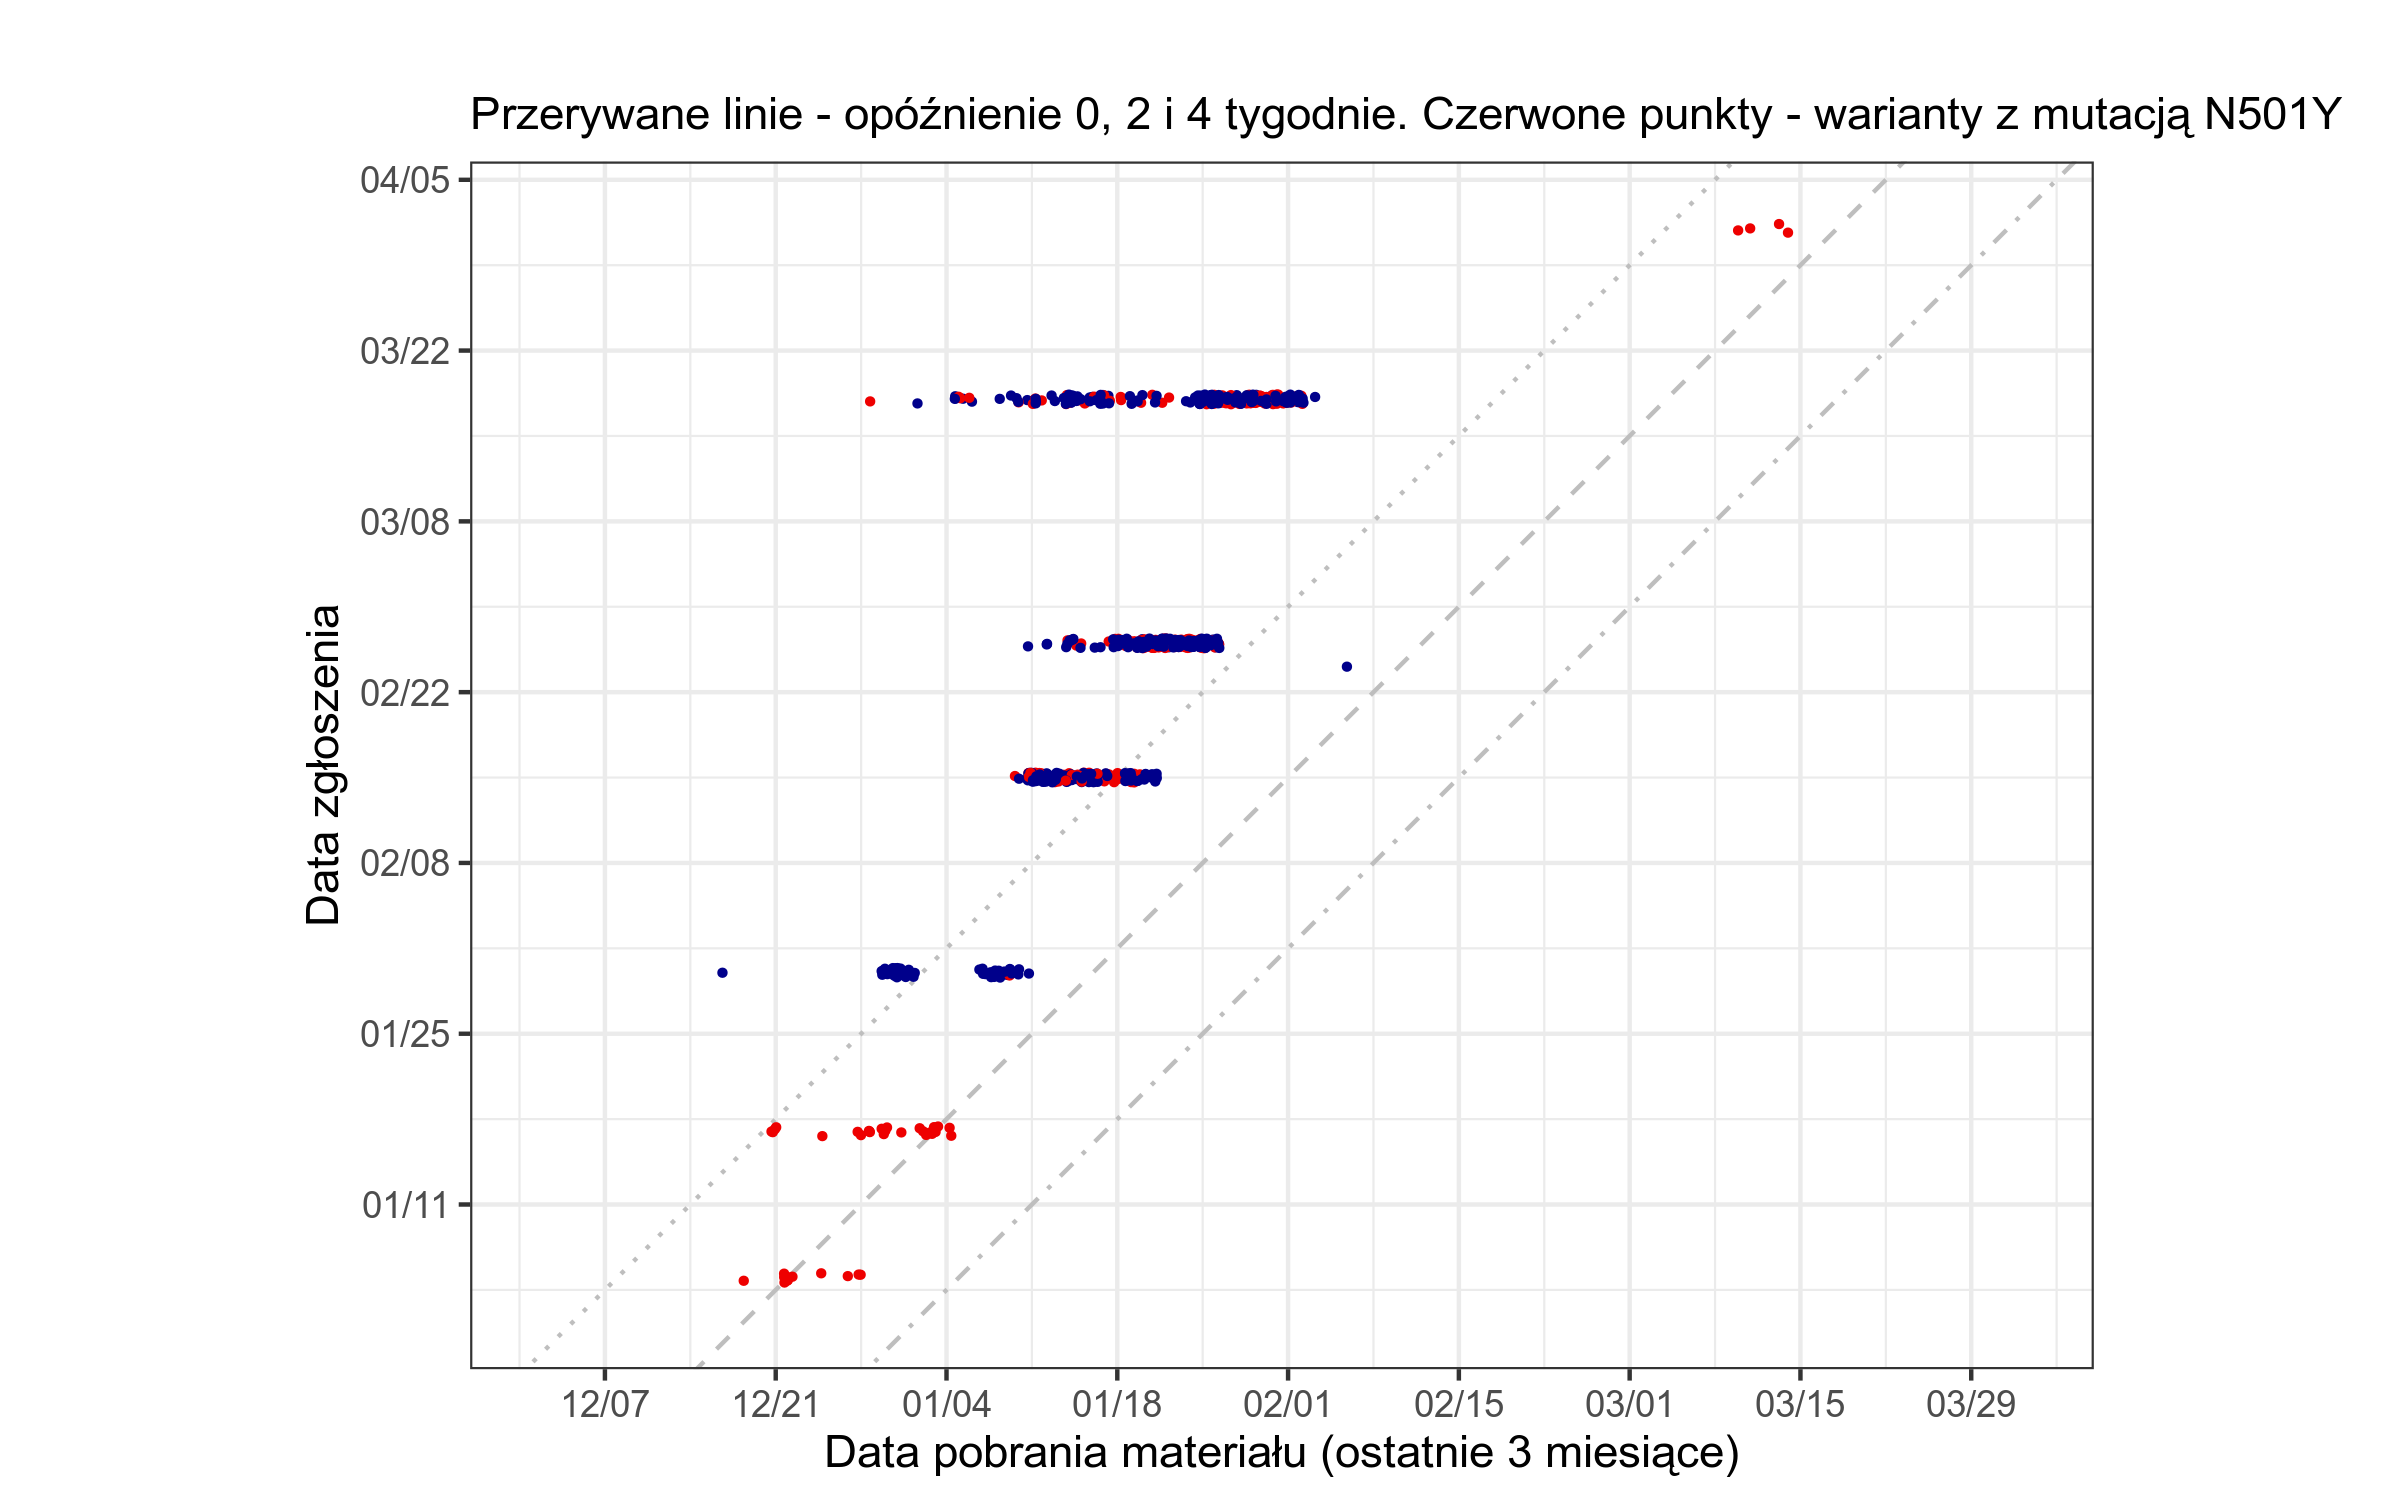 Przerywane linie - opóźnienie 0, 2 i 4 tygodnie. Czerwone punkty - warianty z mutacją N501Y
04/05
03/22
03/08
02/22
02/08
01/25
01/11
Data zgłoszenia
12/07 12/21 01/04 01/18 02/01 02/15 03/01 03/15 03/29
Data pobrania materiału (ostatnie 3 miesiące)